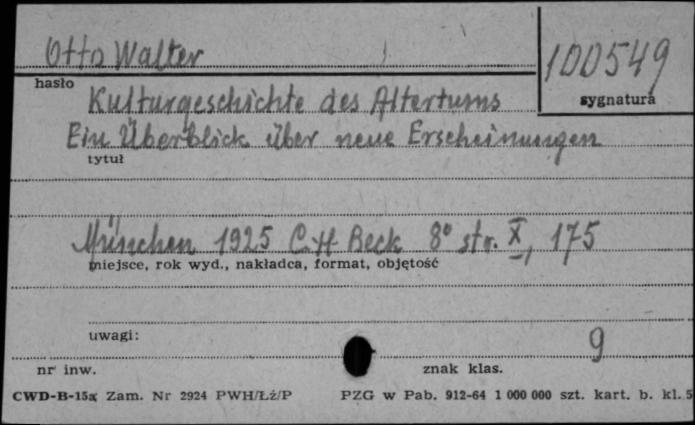 Otto Walter
100549
hasło
sygnatura
Kulturgeschichte des Altertums
Ein Überblick über neue Erscheinungen
tytuł
München 1925 C.H Beck 8° str. X, 175
miejsce, rok wyd., nakładca, format, objętość
uwagi:
9
nr inw.
znak klas.
CWD-B-15a Zam. Nr 2924 PWH/Łż/P PZG w Pab. 912-64 1 000 000 szt. kart. b. kl. 5